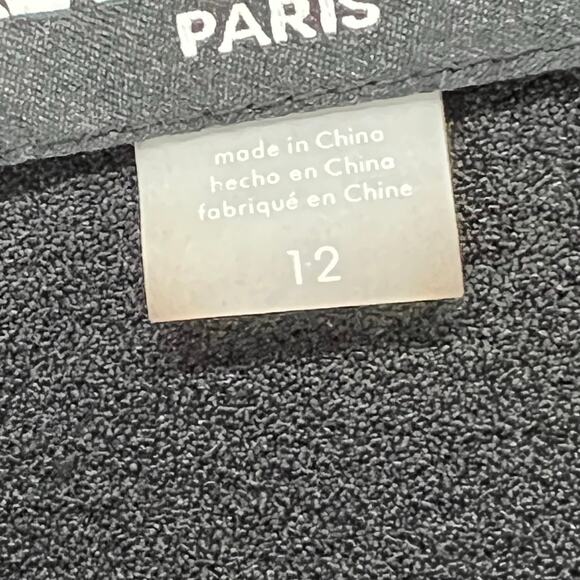 PARIS
made in China
hecho en China
fabriqué en Chine
12